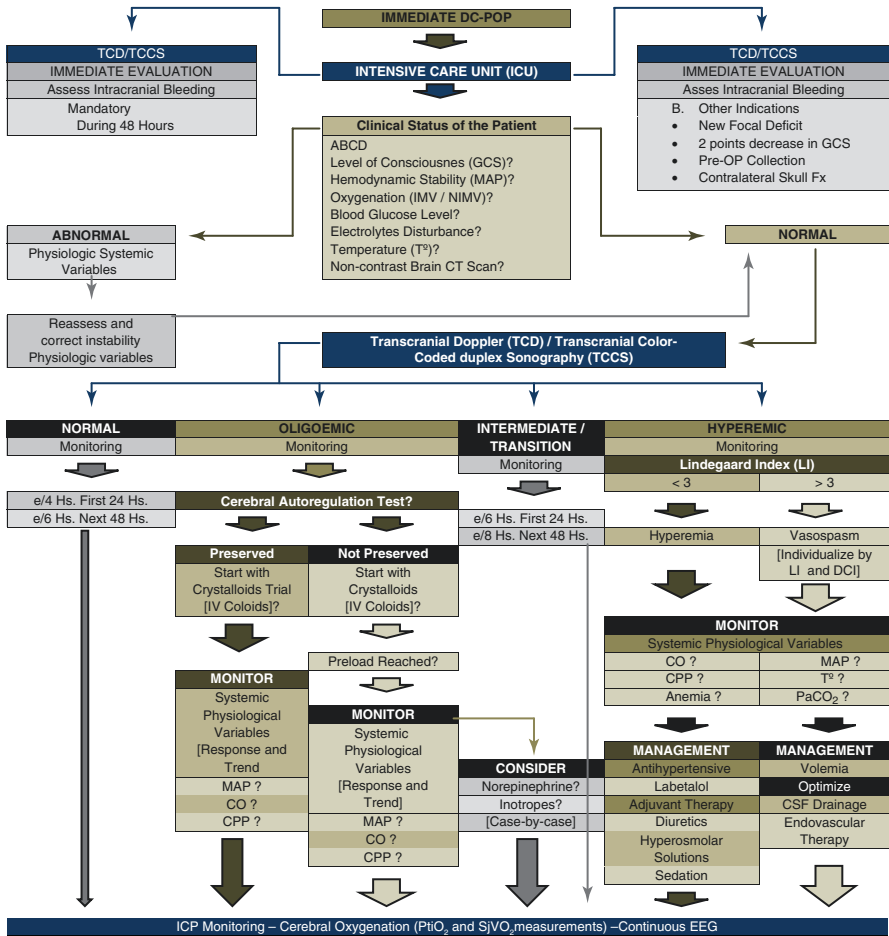 IMMEDIATE DC-POP
TCD/TCCS
IMMEDIATE EVALUATION
Assess Intracranial Bleeding
Mandatory
During 48 Hours
INTENSIVE CARE UNIT (ICU)
TCD/TCCS
IMMEDIATE EVALUATION
Asses Intracranial Bleeding
B. Other Indications
• New Focal Deficit
• 2 points decrease in GCS
• Pre-OP Collection
• Contralateral Skull Fx
Clinical Status of the Patient
ABCD
Level of Consciousnes (GCS)?
Hemodynamic Stability (MAP)?
Oxygenation (IMV / NIMV)?
Blood Glucose Level?
Electrolytes Disturbance?
Temperature (Tº)?
Non-contrast Brain CT Scan?
ABNORMAL
Physiologic Systemic
Variables
NORMAL
Reassess and
correct instability
Physiologic variables
Transcranial Doppler (TCD) / Transcranial Color-
Coded duplex Sonography (TCCS)
NORMAL
Monitoring
e/4 Hs. First 24 Hs.
e/6 Hs. Next 48 Hs.
OLIGOEMIC
Monitoring
Cerebral Autoregulation Test?
Preserved
Start with
Crystalloids Trial
[IV Coloids]?
MONITOR
Systemic
Physiological
Variables
[Response and
Trend
MAP ?
CO ?
CPP ?
Not Preserved
Start with
Crystalloids
[IV Coloids]?
Preload Reached?
MONITOR
Systemic
Physiological
Variables
[Response and
Trend]
MAP ?
CO ?
CPP ?
INTERMEDIATE /
TRANSITION
Monitoring
e/6 Hs. First 24 Hs.
e/8 Hs. Next 48 Hs.
CONSIDER
Norepinephrine?
Inotropes?
[Case-by-case]
HYPEREMIC
Monitoring
Lindegaard Index (LI)
< 3
> 3
Hyperemia
Vasospasm
[Individualize by
LI and DCI]
MONITOR
Systemic Physiological Variables
CO ? MAP ?
CPP ? Tº ?
Anemia ? PaCO2 ?
MANAGEMENT
Antihypertensive
Labetalol
Adjuvant Therapy
Diuretics
Hyperosmolar
Solutions
Sedation
MANAGEMENT
Volemia
Optimize
CSF Drainage
Endovascular
Therapy
ICP Monitoring – Cerebral Oxygenation (PtiO2 and SjVO2measurements) –Continuous EEG